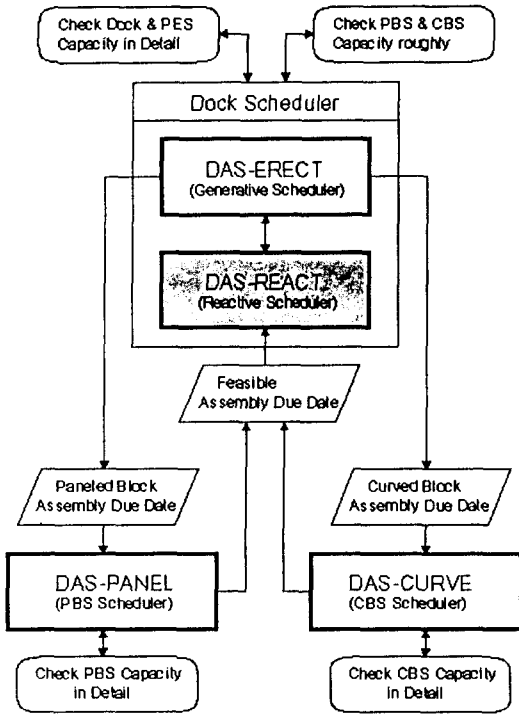 Check Dock & PES
Capacity in Detail
Check PBS & CBS
Capacity roughly
Dock Scheduler
DAS-ERECT
(Generative Scheduler)
DAS-REACT
(Reactive Scheduler)
Feasible
Assembly Due Date
Paneled Block
Assembly Due Date
Curved Block
Assembly Due Date
DAS-PANEL
(PBS Scheduler)
DAS-CURVE
(CBS Scheduler)
Check PBS Capacity
in Detail
Check CBS Capacity
in Detail